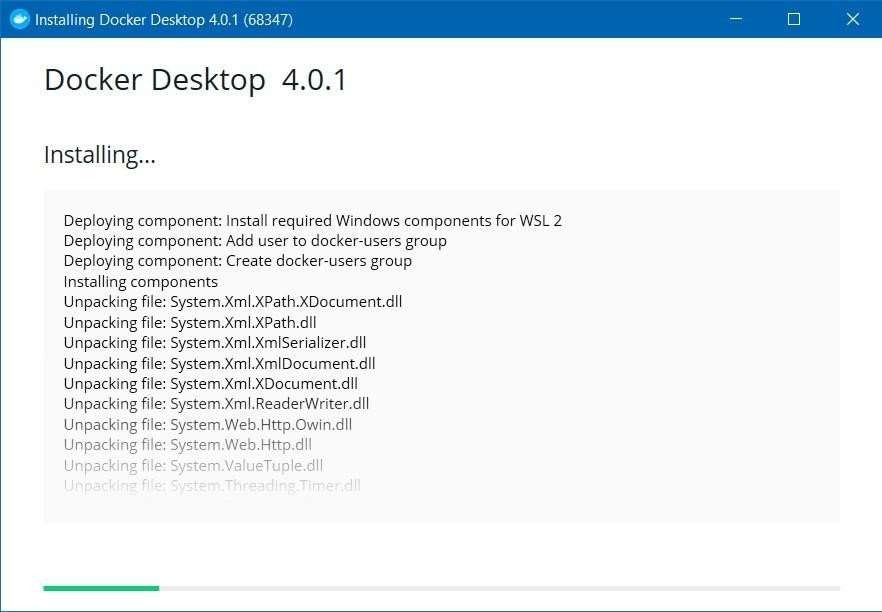 Installing Docker Desktop 4.0.1 (68347)
Docker Desktop 4.0.1
Installing...
Deploying component: Install required Windows components for WSL 2
Deploying component: Add user to docker-users group
Deploying component: Create docker-users group
Installing components
Unpacking file: System.Xml.XPath.XDocument.dll
Unpacking file: System.Xml.XPath.dll
Unpacking file: System.Xml.XmlSerializer.dll
Unpacking file: System.Xml.XmlDocument.dll
Unpacking file: System.Xml.XDocument.dll
Unpacking file: System.Xml.ReaderWriter.dll
Unpacking file: System.Web.Http.Owin.dll
Unpacking file: System.Web.Http.dll
Unpacking file: System.ValueTuple.dll
Unpacking file: System.Threading.Timer.dll